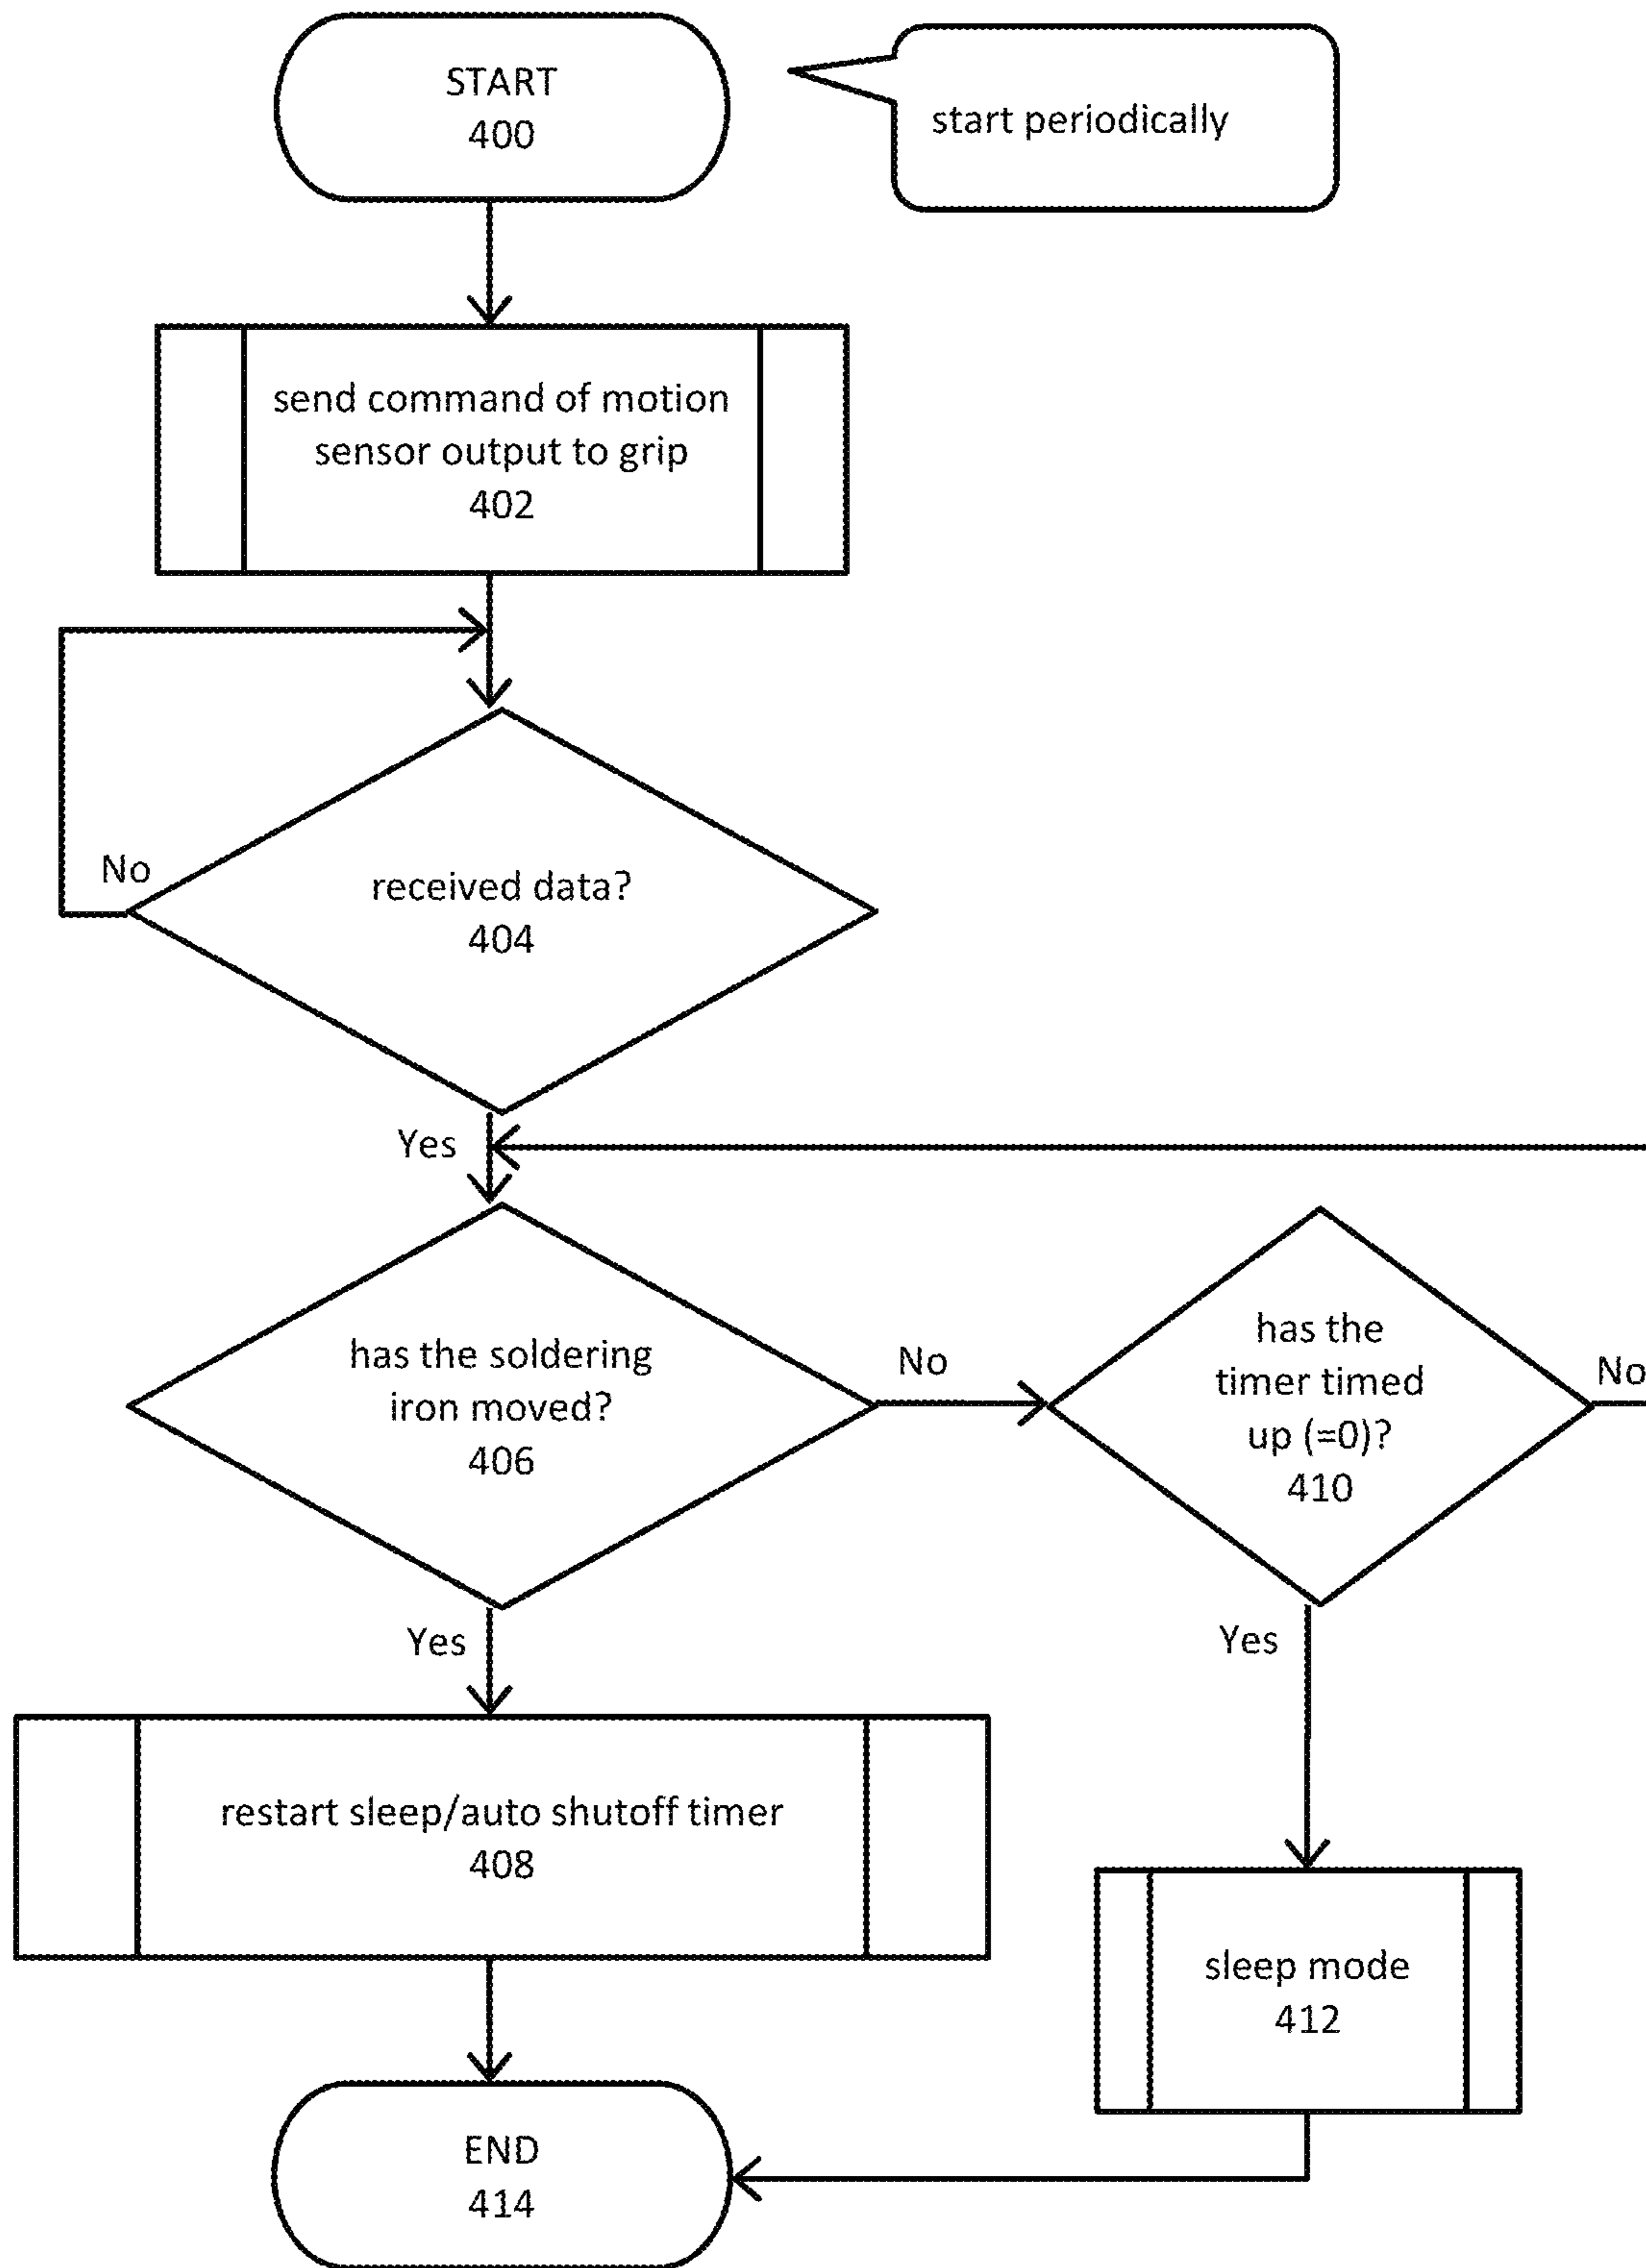 START
400
start periodically
send command of motion
sensor output to grip
402
No
received data?
404
Yes
has the soldering
iron moved?
406
No
has the
timer timed
up (=0)?
410
No
Yes
Yes
restart sleep/auto shutoff timer
408
sleep mode
412
END
414